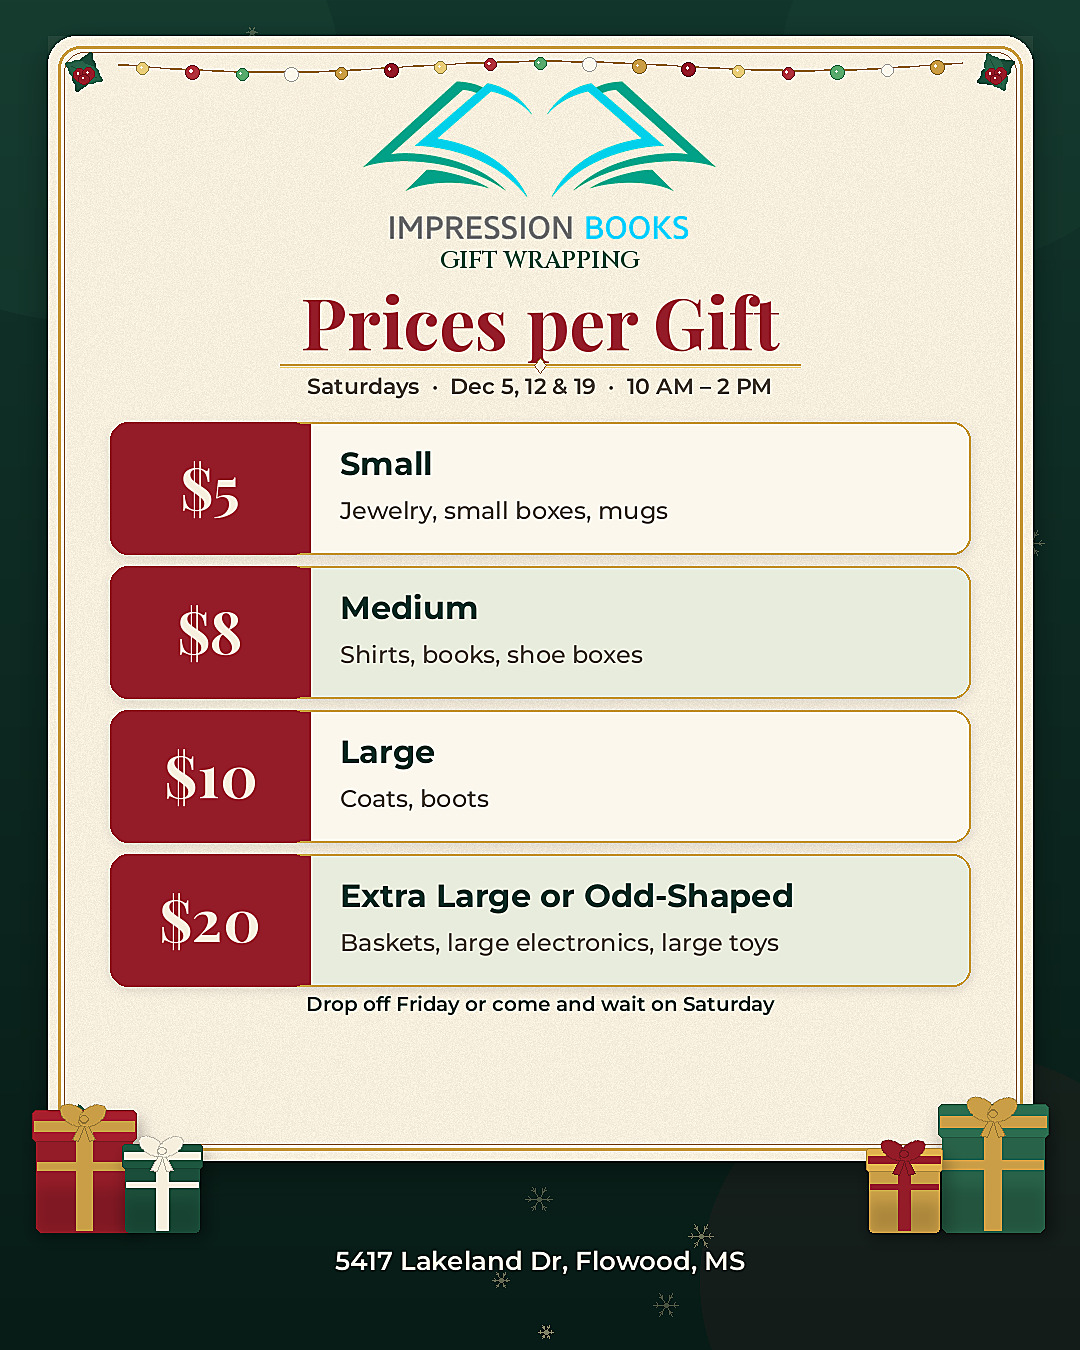 IMPRESSION BOOKS
GIFT WRAPPING
Prices per Gift
Saturdays · Dec 5, 12 & 19 · 10 AM – 2 PM
$5
Small
Jewelry, small boxes, mugs
$8
Medium
Shirts, books, shoe boxes
$10
Large
Coats, boots
$20
Extra Large or Odd-Shaped
Baskets, large electronics, large toys
Drop off Friday or come and wait on Saturday
5417 Lakeland Dr, Flowood, MS